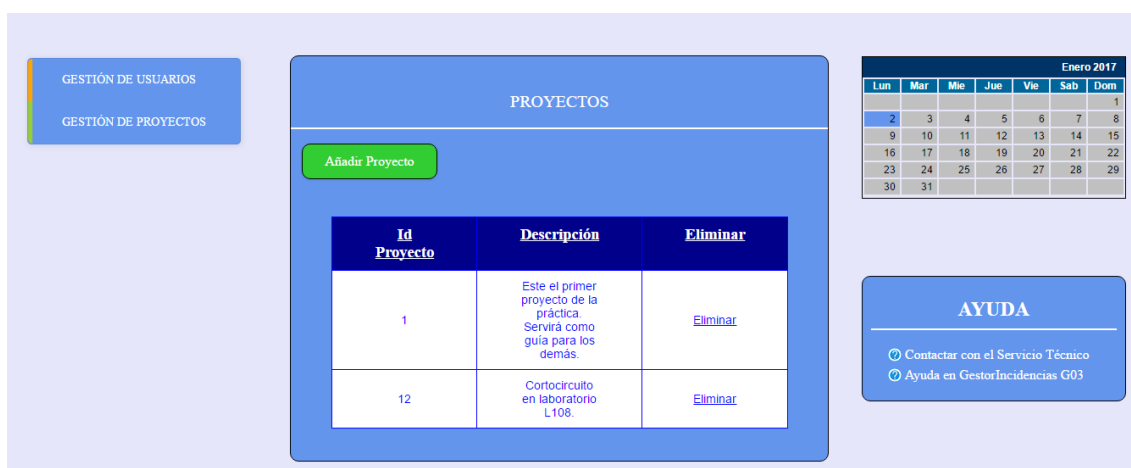 GESTIÓN DE USUARIOS
GESTIÓN DE PROYECTOS
PROYECTOS
Añadir Proyecto
Id
Proyecto
Descripción
Eliminar
1
Este el primer
proyecto de la
práctica.
Servirá como
guía para los
demás.
Eliminar
12
Cortocircuito
en laboratorio
L108.
Eliminar
Enero 2017
Lun Mar Mie Jue Vie Sab Dom
1
2 3 4 5 6 7 8
9 10 11 12 13 14 15
16 17 18 19 20 21 22
23 24 25 26 27 28 29
30 31
AYUDA
Contactar con el Servicio Técnico
Ayuda en GestorIncidencias G03